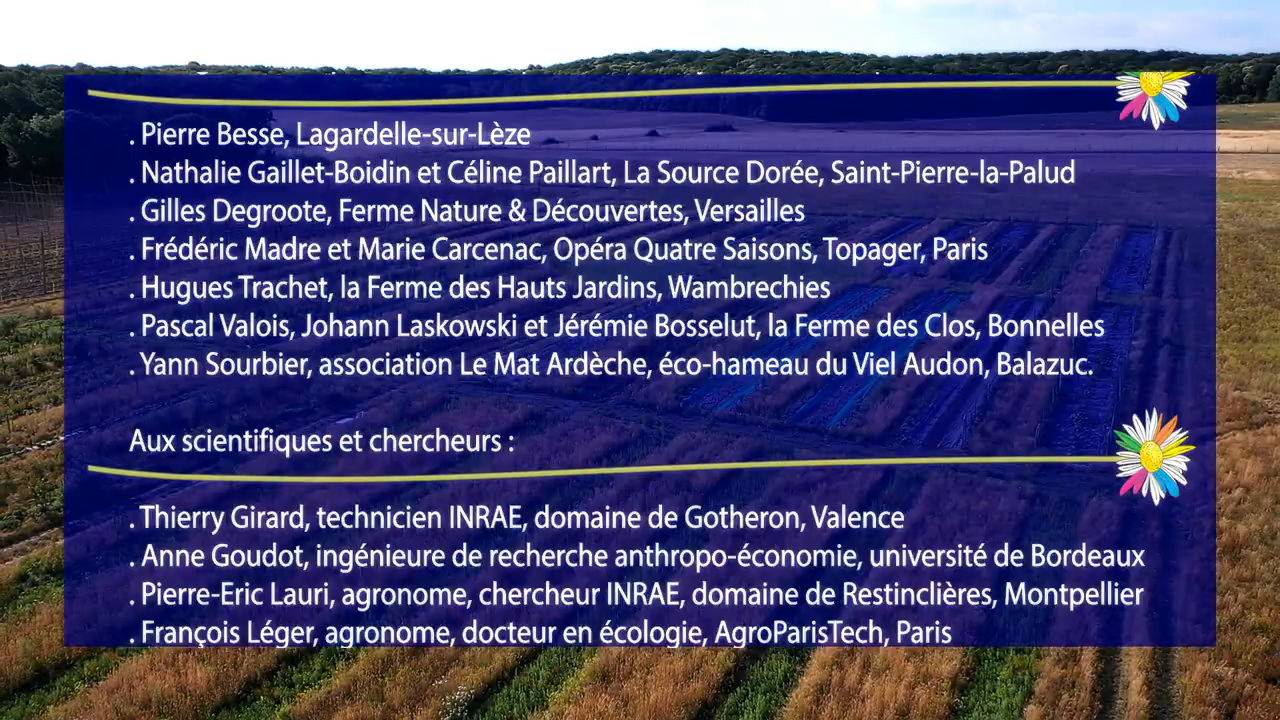 . Pierre Besse, Lagardelle-sur-Lèze
. Nathalie Gaillet-Boidin et Céline Paillart, La Source Dorée, Saint-Pierre-la-Palud
. Gilles Degroote, Ferme Nature & Découvertes, Versailles
. Frédéric Madre et Marie Carcenac, Opéra Quatre Saisons, Topager, Paris
. Hugues Trachet, la Ferme des Hauts Jardins, Wambrechies
. Pascal Valois, Johann Laskowski et Jérémie Bosselut, la Ferme des Clos, Bonnelles
. Yann Sourbier, association Le Mat Ardèche, éco-hameau du Viel Audon, Balazuc.
Aux scientifiques et chercheurs :
. Thierry Girard, technicien INRAE, domaine de Gotheron, Valence
. Anne Goudot, ingénieure de recherche anthropo-économie, université de Bordeaux
. Pierre-Eric Lauri, agronome, chercheur INRAE, domaine de Restinclières, Montpellier
. François Léger, agronome, docteur en écologie, AgroParisTech, Paris